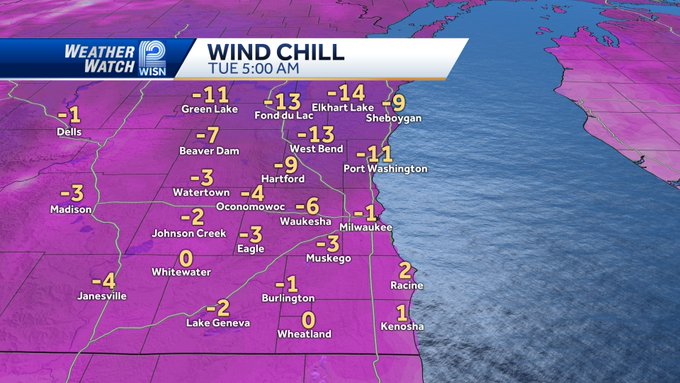 WEATHER
WATCH
12
WISN
WIND CHILL
TUE 5:00 AM
-11
Green Lake
-13
Fond du Lac
-14
Elkhart Lake
-9
Sheboygan
-1
Dells
-7
Beaver Dam
-13
West Bend
-11
Port Washington
-9
Hartford
-3
Watertown
-4
Oconomowoc
-3
Madison
-6
Waukesha
-1
Milwaukee
-2
Johnson Creek
-3
Eagle
-3
Muskego
0
Whitewater
2
Racine
-4
Janesville
-1
Burlington
-2
Lake Geneva
0
Wheatland
1
Kenosha